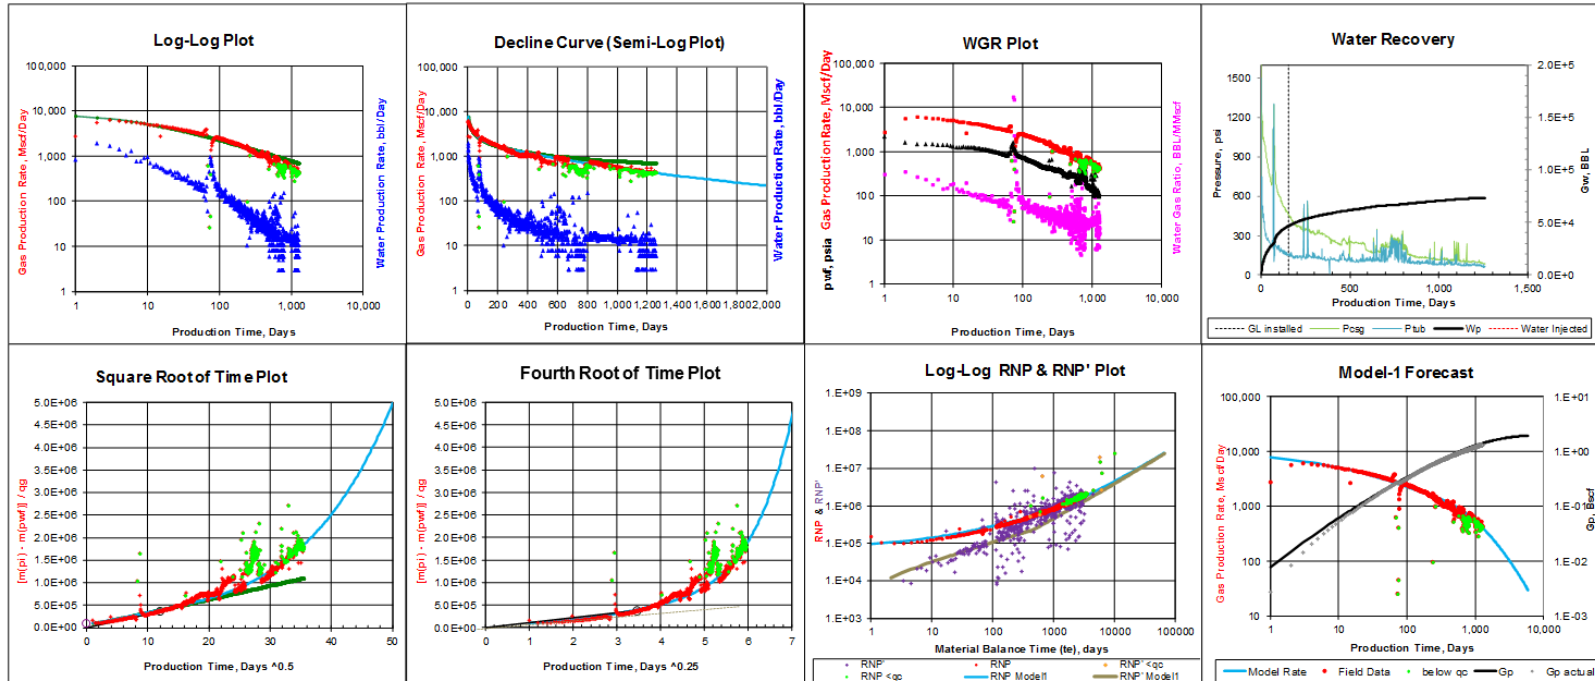 Log-Log Plot
Gas Production Rate, Mscf/Day
Water Production Rate, bbl/Day
100,000
10,000
1,000
100
10
1
1 10 100 1,000 10,000
Production Time, Days
Decline Curve (Semi-Log Plot)
Gas Production Rate, Mscf/Day
Water Production Rate, bbl/Day
100,000
10,000
1,000
100
10
1
0 200 400 600 800 1,000 1,200 1,400 1,600 1,800 2,000
Production Time, Days
WGR Plot
pwf, psia Gas Production Rate, Mscf/Day
Water Gas Ratio, BBL/MMscf
100,000
10,000
1,000
100
10
1
1 10 100 1,000 10,000
Production Time, Days
Water Recovery
Pressure, psi
Gw, BBL
1600
1200
900
600
300
0
2.0E+5
1.5E+5
1.0E+5
5.0E+4
0.0E+0
0 500 1,000 1,500
Production Time, Days
GL installed Pcsg Ptub Wp Water Injected
Square Root of Time Plot
[m(pi) - m(pwf)] / qg
5.0E+06
4.5E+06
4.0E+06
3.5E+06
3.0E+06
2.5E+06
2.0E+06
1.5E+06
1.0E+06
5.0E+05
0.0E+00
0 10 20 30 40 50
Production Time, Days ^0.5
Fourth Root of Time Plot
[m(pi) - m(pwf)] / qg
5.0E+06
4.5E+06
4.0E+06
3.5E+06
3.0E+06
2.5E+06
2.0E+06
1.5E+06
1.0E+06
5.0E+05
0.0E+00
0 1 2 3 4 5 6 7
Production Time, Days ^0.25
Log-Log RNP & RNP' Plot
RNP & RNP'
1.E+09
1.E+08
1.E+07
1.E+06
1.E+05
1.E+04
1.E+03
1 10 100 1000 10000 100000
Material Balance Time (te), days
RNP' RNP RNP' <qc
RNP <qc RNP Model1 RNP' Model1
Model-1 Forecast
Gas Production Rate, Mscf/Day
Gp, Bscf
100,000
10,000
1,000
100
10
1.E+01
1.E+00
1.E-01
1.E-02
1.E-03
1 10 100 1,000 10,000
Production Time, Days
Model Rate Field Data below qc Gp Gp actual